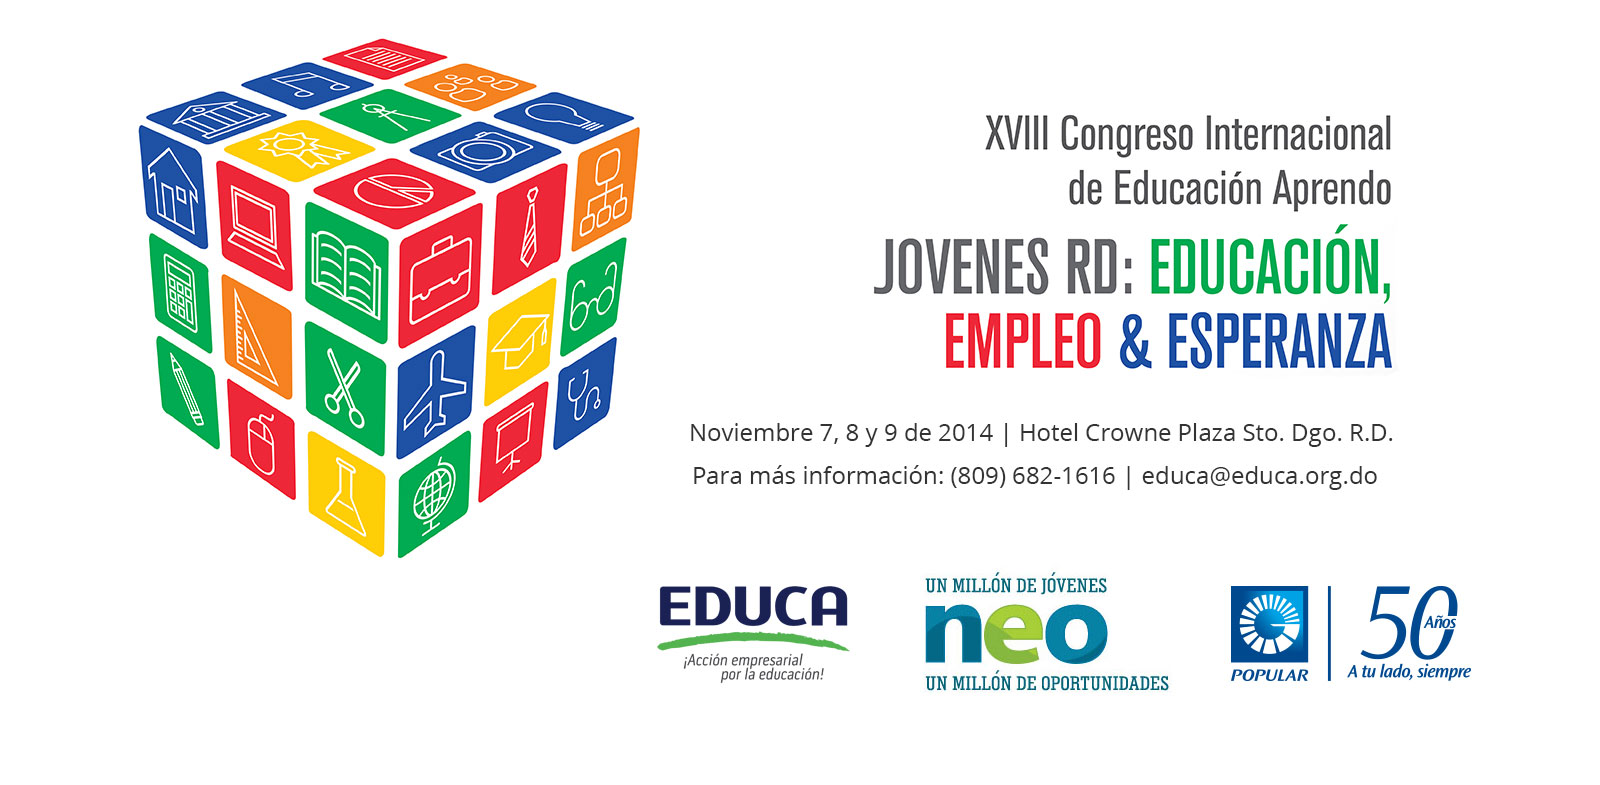 XVIII Congreso Internacional
de Educación Aprendo
JOVENES RD: EDUCACIÓN,
EMPLEO & ESPERANZA
Noviembre 7, 8 y 9 de 2014 | Hotel Crowne Plaza Sto. Dgo. R.D.
Para más información: (809) 682-1616 | educa@educa.org.do
EDUCA
¡Acción empresarial
por la educación!
UN MILLÓN DE JÓVENES
neo
UN MILLÓN DE OPORTUNIDADES
POPULAR
50
Años
A tu lado, siempre